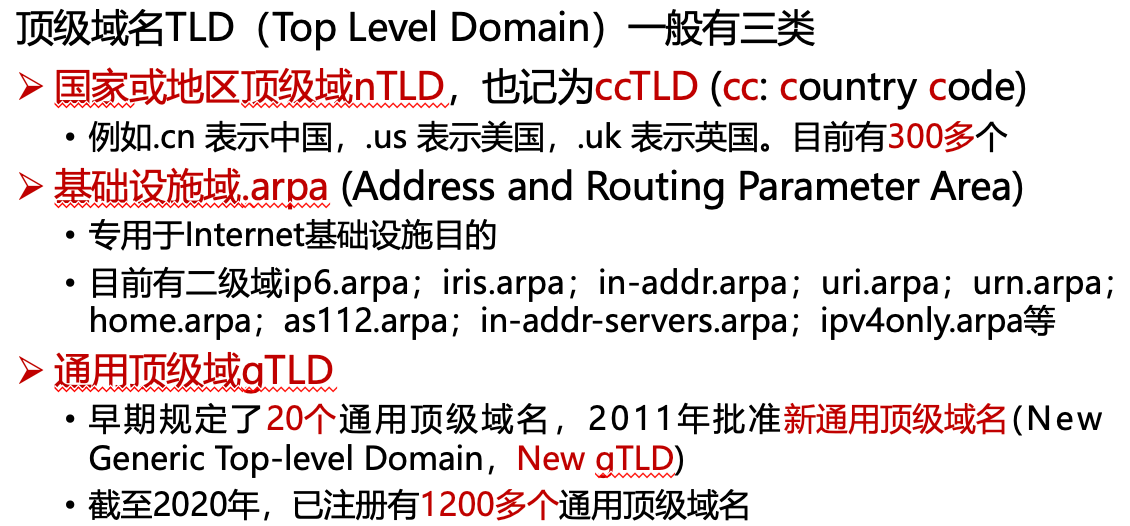 顶级域名TLD（Top Level Domain）一般有三类
➢ 国家或地区顶级域nTLD，也记为ccTLD (cc: country code)
• 例如.cn 表示中国，.us 表示美国，.uk 表示英国。目前有300多个
➢ 基础设施域.arpa (Address and Routing Parameter Area)
• 专用于Internet基础设施目的
• 目前有二级域ip6.arpa；iris.arpa；in-addr.arpa；uri.arpa；urn.arpa；
home.arpa；as112.arpa；in-addr-servers.arpa；ipv4only.arpa等
➢ 通用顶级域gTLD
• 早期规定了20个通用顶级域名，2011年批准新通用顶级域名(New
Generic Top-level Domain，New gTLD)
• 截至2020年，已注册有1200多个通用顶级域名